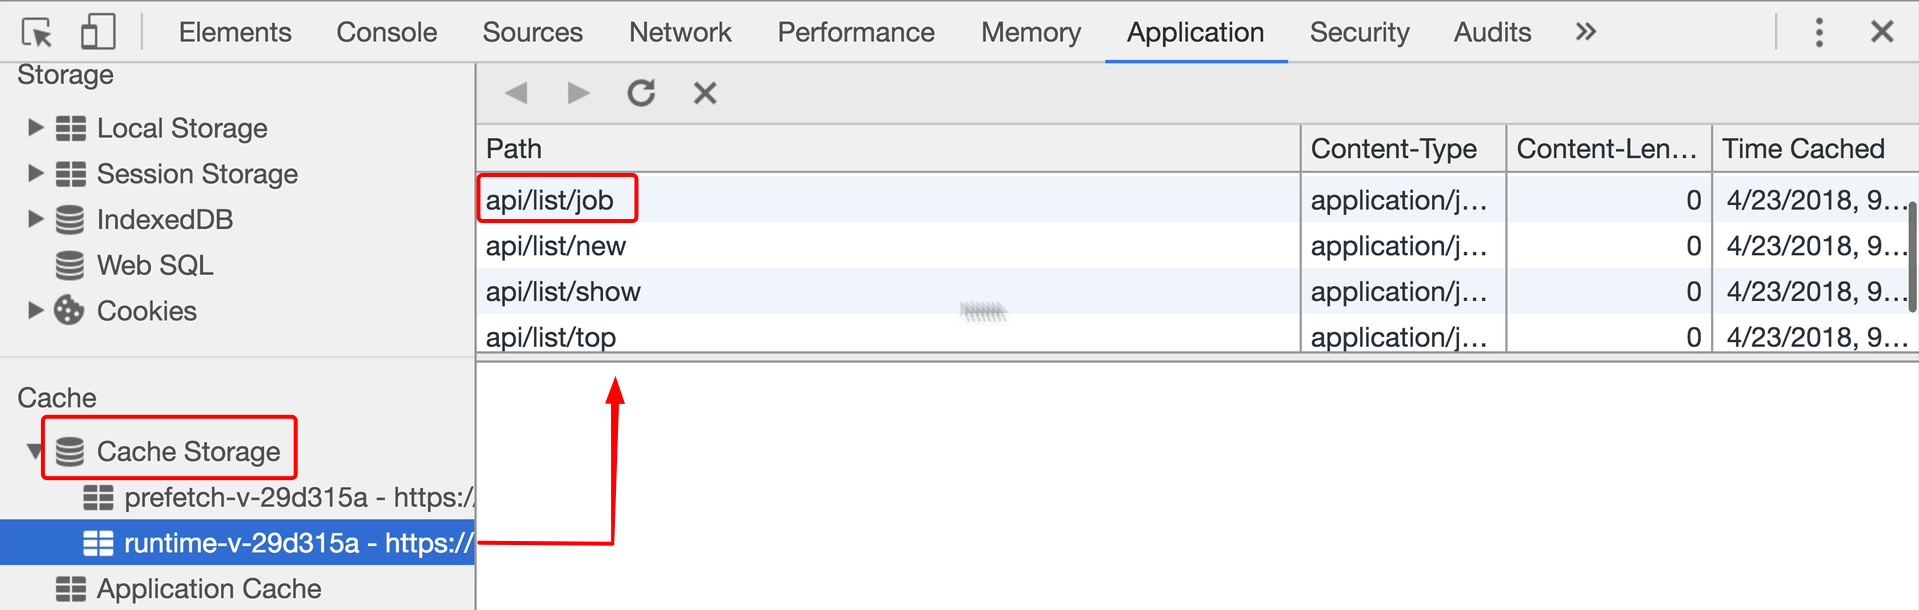 Elements Console Sources Network Performance Memory Application Security Audits »
Storage
Local Storage
Session Storage
IndexedDB
Web SQL
Cookies
Cache
Cache Storage
prefetch-v-29d315a - https:/
runtime-v-29d315a - https://
Application Cache
Path Content-Type Content-Len... Time Cached
api/list/job application/j... 0 4/23/2018, 9...
api/list/new application/j... 0 4/23/2018, 9...
api/list/show application/j... 0 4/23/2018, 9...
api/list/top application/j... 0 4/23/2018, 9...